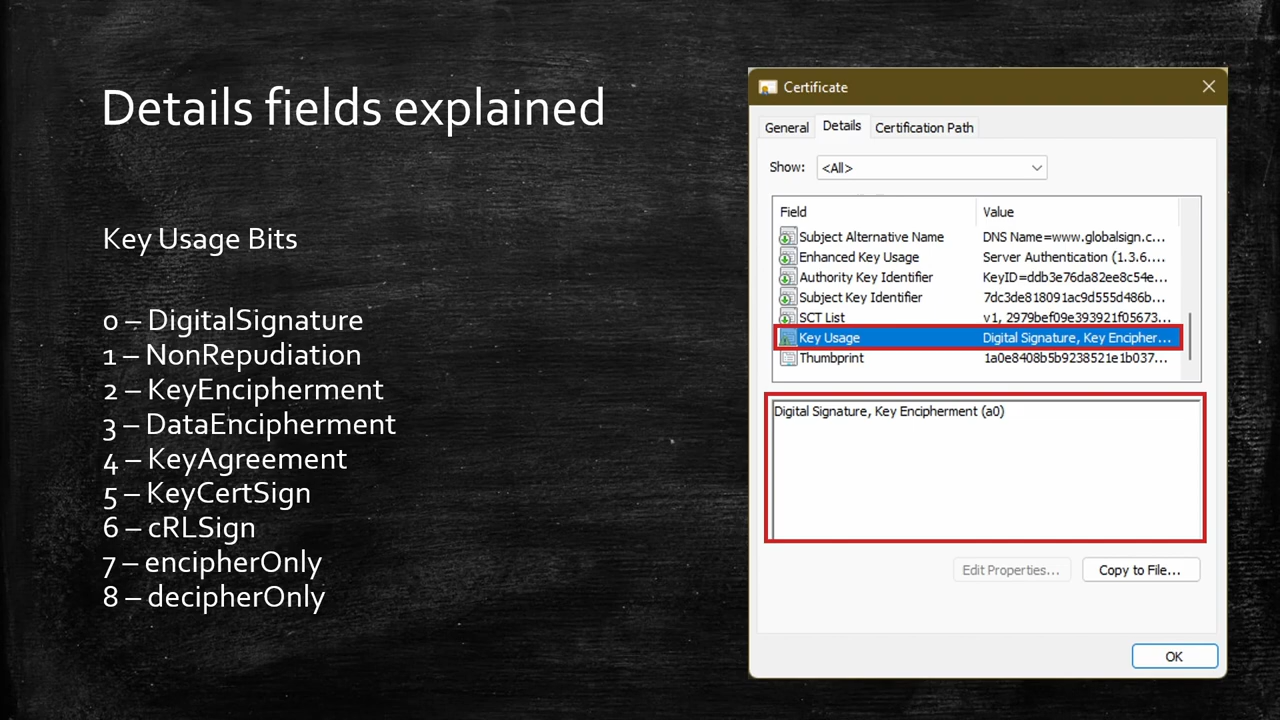 Details fields explained
Key Usage Bits
0 – DigitalSignature
1 – NonRepudiation
2 – KeyEncipherment
3 – DataEncipherment
4 – KeyAgreement
5 – KeyCertSign
6 – cRLSign
7 – encipherOnly
8 – decipherOnly
Certificate
General Details Certification Path
Show: <All>
Field Value
Subject Alternative Name DNS Name=www.globalsign.c...
Enhanced Key Usage Server Authentication (1.3.6....
Authority Key Identifier KeyID=ddb3e76da82ee8c54e...
Subject Key Identifier 7dc3de818091ac9d555d486b...
SCT List v1, 2979bef09e393921f05673...
Key Usage Digital Signature, Key Encipher...
Thumbprint 1a0e8408b5b9238521e1b037...
Digital Signature, Key Encipherment (a0)
Edit Properties... Copy to File...
OK